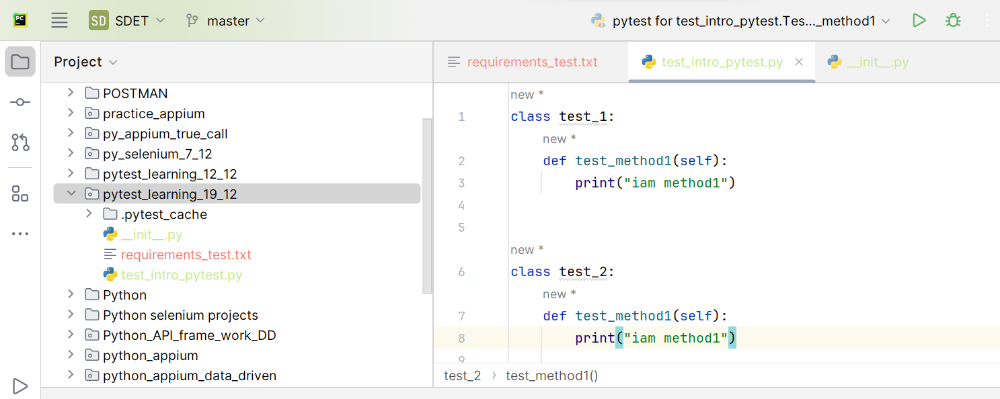 PC
SD SDET master pytest for test_intro_pytest.Tes..._method1
Project
POSTMAN
practice_appium
py_appium_true_call
py_selenium_7_12
pytest_learning_12_12
pytest_learning_19_12
.pytest_cache
__init__.py
requirements_test.txt
test_intro_pytest.py
Python
Python selenium projects
Python_API_frame_work_DD
python_appium
python_appium_data_driven
requirements_test.txt test_intro_pytest.py __init__.py
new *
1 class test_1:
new *
2 def test_method1(self):
3 print("iam method1")
4
5
new *
6 class test_2:
new *
7 def test_method1(self):
8 print("iam method1")
9
test_2 › test_method1()